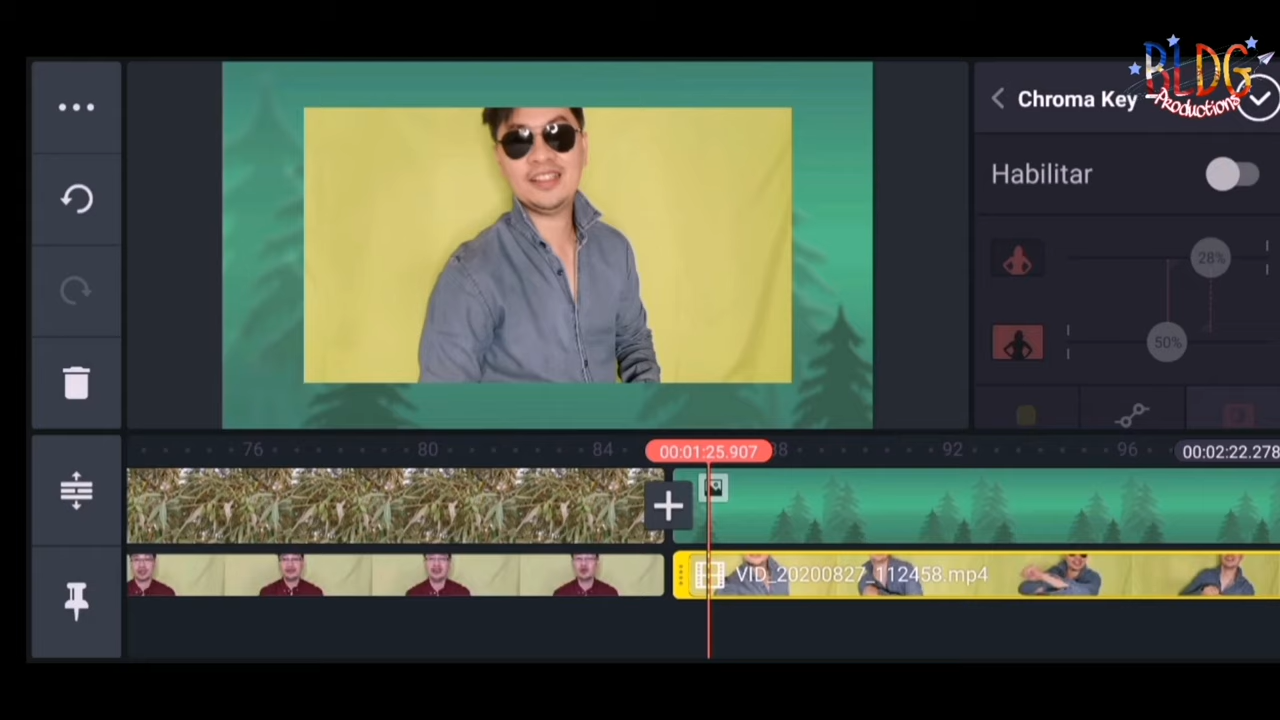 BLDG
Productions
Chroma Key
Habilitar
28%
50%
76
80
84
00:01:25.907
88
92
96
00:02:22.278
VID_20200827_112458.mp4